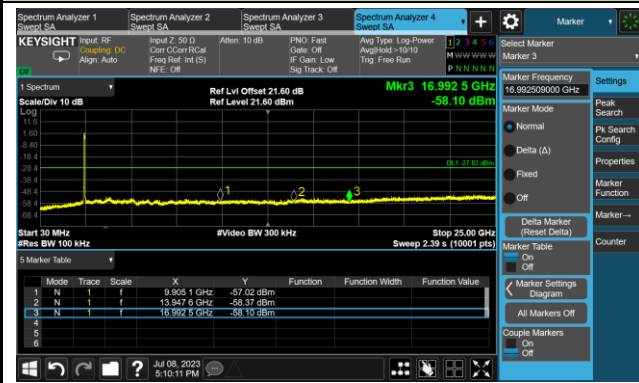 Spectrum Analyzer 1
Swept SA
Spectrum Analyzer 2
Swept SA
Spectrum Analyzer 3
Swept SA
Spectrum Analyzer 4
Swept SA
+
Marker
KEYSIGHT
Input: RF
Coupling: DC
Align: Auto
Input Z: 50 Ω
Corr CCorr RCal
Freq Ref: Int (S)
NFE: Off
Atten: 10 dB
PNO: Fast
Gate: Off
IF Gain: Low
Sig Track: Off
Avg Type: Log-Power
Avg|Hold:>10/10
Trig: Free Run
1 2 3 4 5 6
M W W W W W
P N N N N N
Select Marker
Marker 3
1 Spectrum
Scale/Div 10 dB
Ref Lvl Offset 21.60 dB
Ref Level 21.60 dBm
Mkr3 16.992 5 GHz
-58.10 dBm
Log
11.6
1.60
-8.40
-18.4
-28.4
-38.4
-48.4
-58.4
-68.4
DL1 -27.83 dBm
1
2
3
Start 30 MHz
#Res BW 100 kHz
#Video BW 300 kHz
Stop 25.00 GHz
Sweep 2.39 s (10001 pts)
5 Marker Table
Mode Trace Scale X Y Function Function Width Function Value
1 N 1 f 9.905 1 GHz -57.02 dBm
2 N 1 f 13.947 6 GHz -58.37 dBm
3 N 1 f 16.992 5 GHz -58.10 dBm
4
5
6
Marker Frequency
16.992509000 GHz
Marker Mode
Normal
Delta (Δ)
Fixed
Off
Delta Marker
(Reset Delta)
Marker Table
On
Off
Marker Settings
Diagram
All Markers Off
Couple Markers
On
Off
Settings
Peak
Search
Pk Search
Config
Properties
Marker
Function
Marker→
Counter
?
Jul 08, 2023
5:10:11 PM